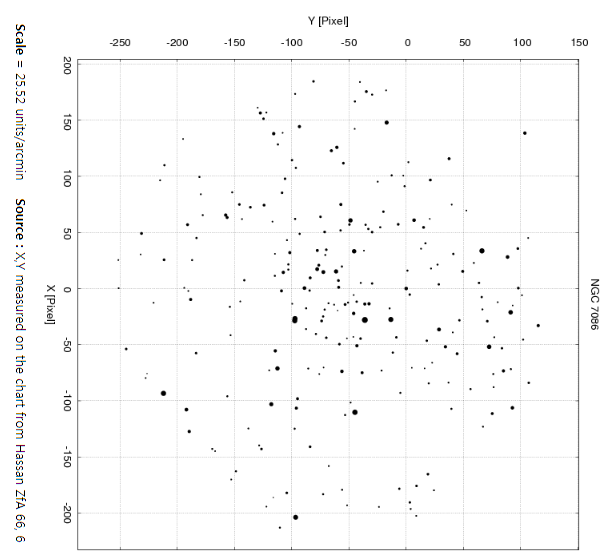 NGC 7086
Y [Pixel]
-250 -200 -150 -100 -50 0 50 100 150
200
150
100
50
0
-50
-100
-150
-200
X [Pixel]
Scale = 25.52 units/arcmin Source : X,Y measured on the chart from Hassan ZfA 66, 6